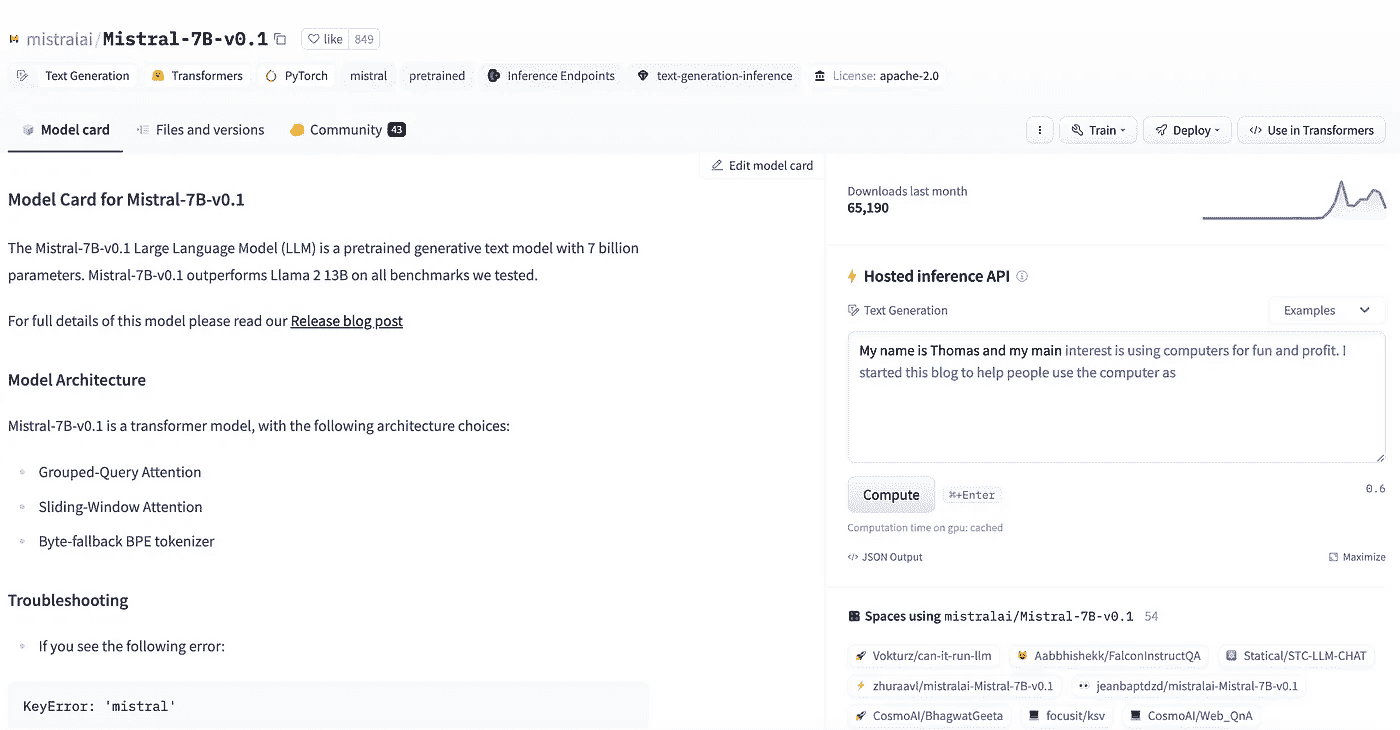 mistralai/Mistral-7B-v0.1 like 849
Text Generation Transformers PyTorch mistral pretrained Inference Endpoints text-generation-inference License: apache-2.0
Model card Files and versions Community 43 Train Deploy </> Use in Transformers
Edit model card
Model Card for Mistral-7B-v0.1
The Mistral-7B-v0.1 Large Language Model (LLM) is a pretrained generative text model with 7 billion
parameters. Mistral-7B-v0.1 outperforms Llama 2 13B on all benchmarks we tested.
For full details of this model please read our Release blog post
Model Architecture
Mistral-7B-v0.1 is a transformer model, with the following architecture choices:
Grouped-Query Attention
Sliding-Window Attention
Byte-fallback BPE tokenizer
Troubleshooting
If you see the following error:
KeyError: 'mistral'
Downloads last month
65,190
Hosted inference API
Text Generation Examples
My name is Thomas and my main interest is using computers for fun and profit. I
started this blog to help people use the computer as
Compute ⌘+Enter 0.6
Computation time on gpu: cached
</> JSON Output Maximize
Spaces using mistralai/Mistral-7B-v0.1 54
Vokturz/can-it-run-llm Aabbhishekk/FalconInstructQA Statical/STC-LLM-CHAT
zhuraavl/mistralai-Mistral-7B-v0.1 jeanbaptdzd/mistralai-Mistral-7B-v0.1
CosmoAI/BhagwatGeeta focusit/ksv CosmoAI/Web_QnA